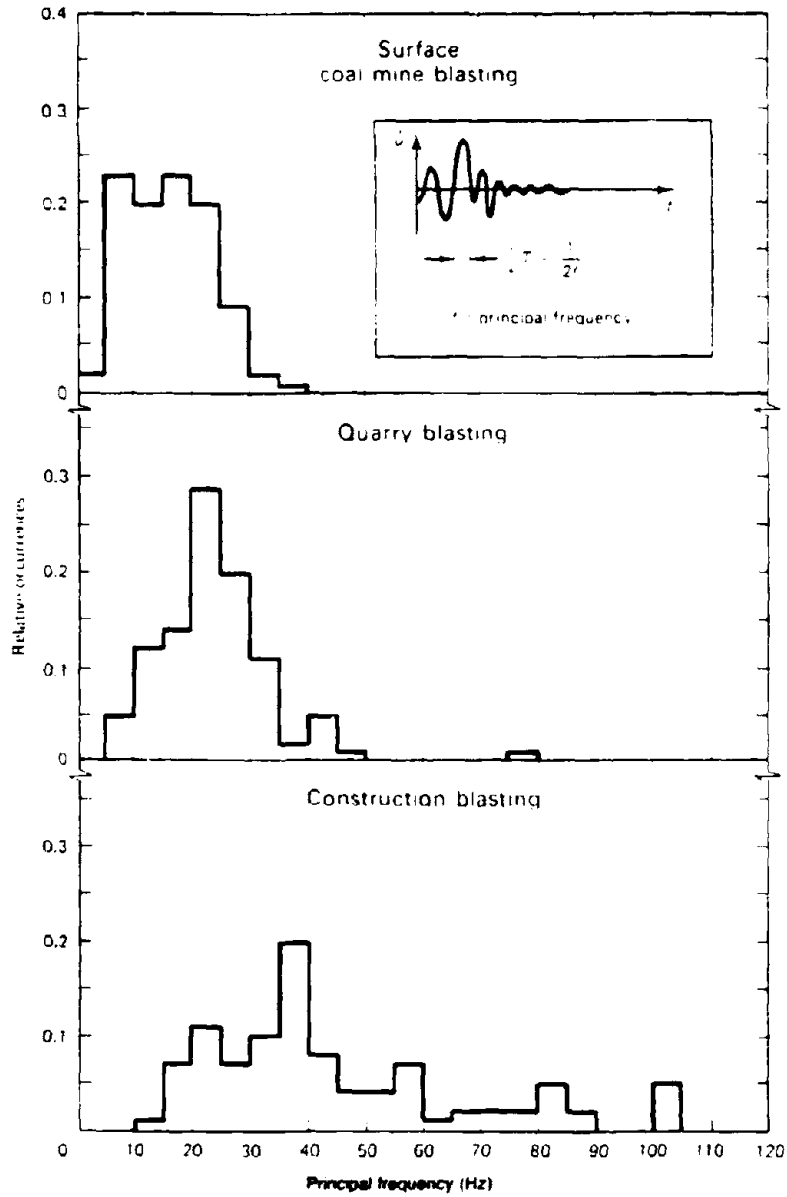 0.4
Surface
coal mine blasting
0.3
0.2
0.1
0
t
1
principal frequency
Quarry blasting
0.3
0.2
0.1
0
Relative occurrences
Construction blasting
0.3
0.2
0.1
0 10 20 30 40 50 60 70 80 90 100 110 120
Principal frequency (Hz)